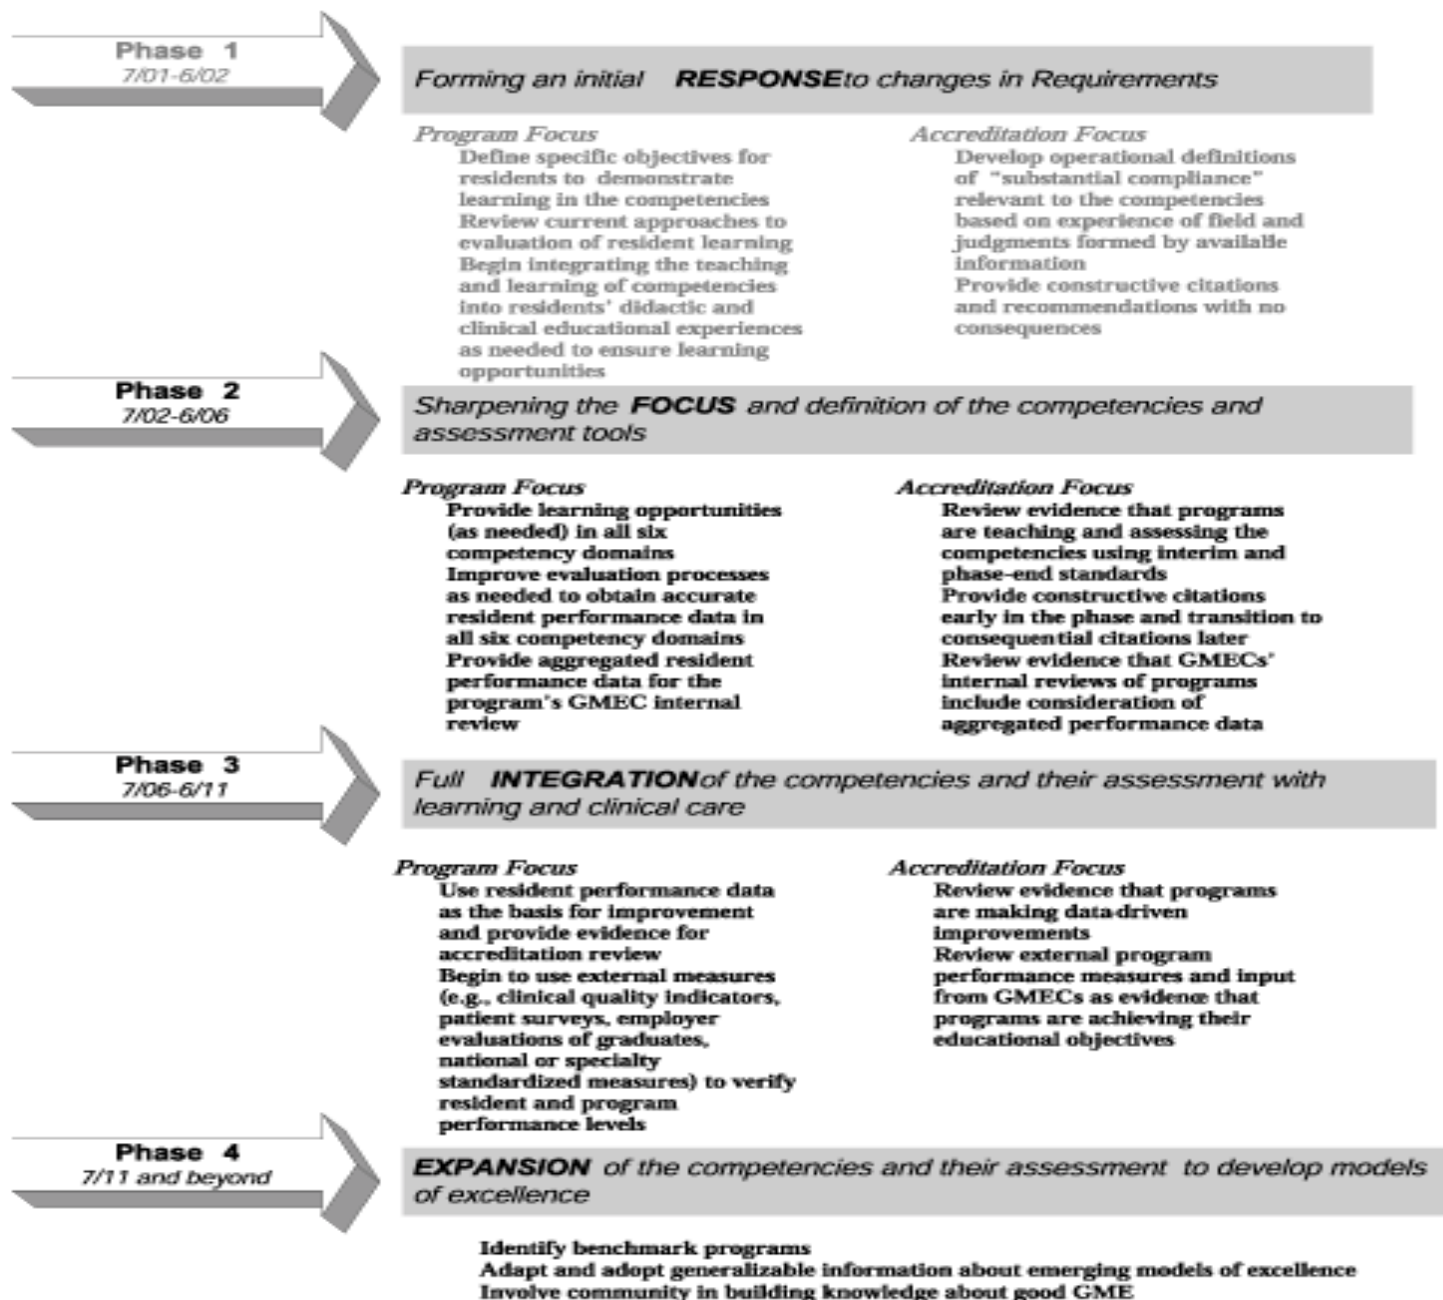 Phase 1
7/01-6/02
Forming an initial RESPONSE to changes in Requirements
Program Focus
Define specific objectives for
residents to demonstrate
learning in the competencies
Review current approaches to
evaluation of resident learning
Begin integrating the teaching
and learning of competencies
into residents' didactic and
clinical educational experiences
as needed to ensure learning
opportunities
Accreditation Focus
Develop operational definitions
of "substantial compliance"
relevant to the competencies
based on experience of field and
judgments formed by available
information
Provide constructive citations
and recommendations with no
consequences
Phase 2
7/02-6/06
Sharpening the FOCUS and definition of the competencies and
assessment tools
Program Focus
Provide learning opportunities
(as needed) in all six
competency domains
Improve evaluation processes
as needed to obtain accurate
resident performance data in
all six competency domains
Provide aggregated resident
performance data for the
program's GMEC internal
review
Accreditation Focus
Review evidence that programs
are teaching and assessing the
competencies using interim and
phase-end standards
Provide constructive citations
early in the phase and transition to
consequential citations later
Review evidence that GMECs'
internal reviews of programs
include consideration of
aggregated performance data
Phase 3
7/06-6/11
Full INTEGRATION of the competencies and their assessment with
learning and clinical care
Program Focus
Use resident performance data
as the basis for improvement
and provide evidence for
accreditation review
Begin to use external measures
(e.g., clinical quality indicators,
patient surveys, employer
evaluations of graduates,
national or specialty
standardized measures) to verify
resident and program
performance levels
Accreditation Focus
Review evidence that programs
are making data-driven
improvements
Review external program
performance measures and input
from GMECs as evidence that
programs are achieving their
educational objectives
Phase 4
7/11 and beyond
EXPANSION of the competencies and their assessment to develop models
of excellence
Identify benchmark programs
Adapt and adopt generalizable information about emerging models of excellence
Involve community in building knowledge about good GME